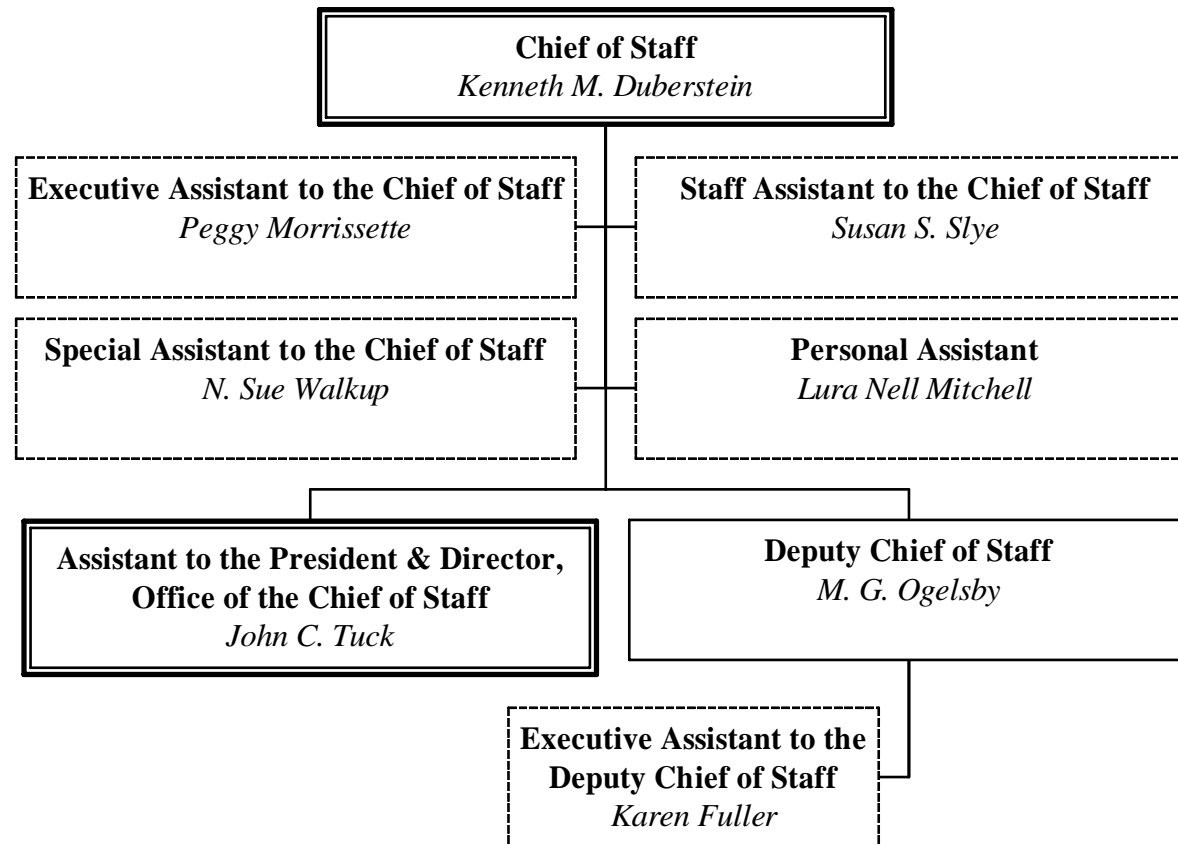 Chief of Staff
Kenneth M. Duberstein
Executive Assistant to the Chief of Staff
Peggy Morrissette
Staff Assistant to the Chief of Staff
Susan S. Slye
Special Assistant to the Chief of Staff
N. Sue Walkup
Personal Assistant
Lura Nell Mitchell
Assistant to the President & Director,
Office of the Chief of Staff
John C. Tuck
Deputy Chief of Staff
M. G. Ogelsby
Executive Assistant to the
Deputy Chief of Staff
Karen Fuller